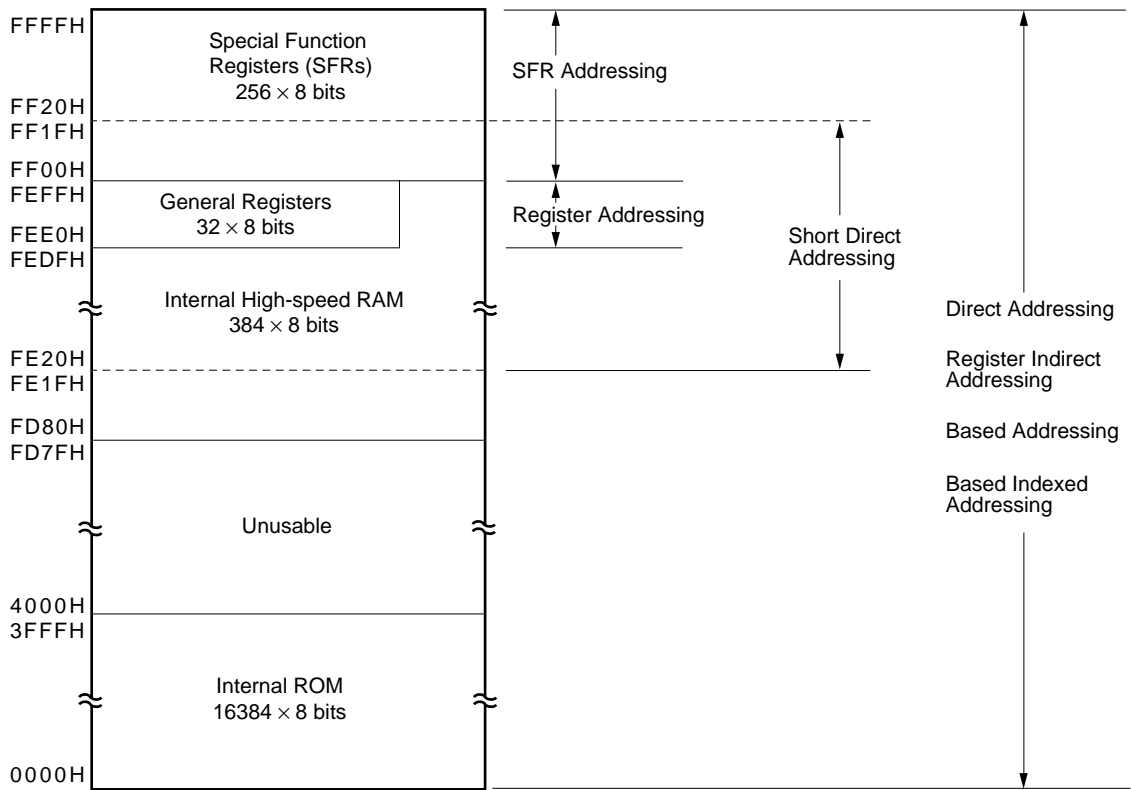 FFFFH
Special Function
Registers (SFRs)
256 × 8 bits
SFR Addressing
FF20H
FF1FH
FF00H
FEFFH
General Registers
32 × 8 bits
Register Addressing
FEE0H
FEDFH
Short Direct
Addressing
Internal High-speed RAM
384 × 8 bits
Direct Addressing
FE20H
FE1FH
Register Indirect
Addressing
FD80H
FD7FH
Based Addressing
Based Indexed
Addressing
Unusable
4000H
3FFFH
Internal ROM
16384 × 8 bits
0000H